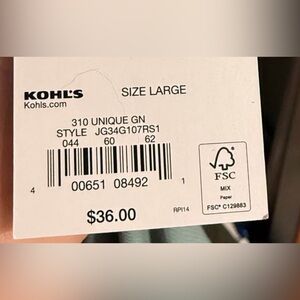 KOHL'S
Kohls.com
SIZE LARGE
310 UNIQUE GN
STYLE JG34G107RS1
044 60 62
4 00651 08492 1
$36.00
RPI14
FSC
MIX
Paper
FSC® C129883